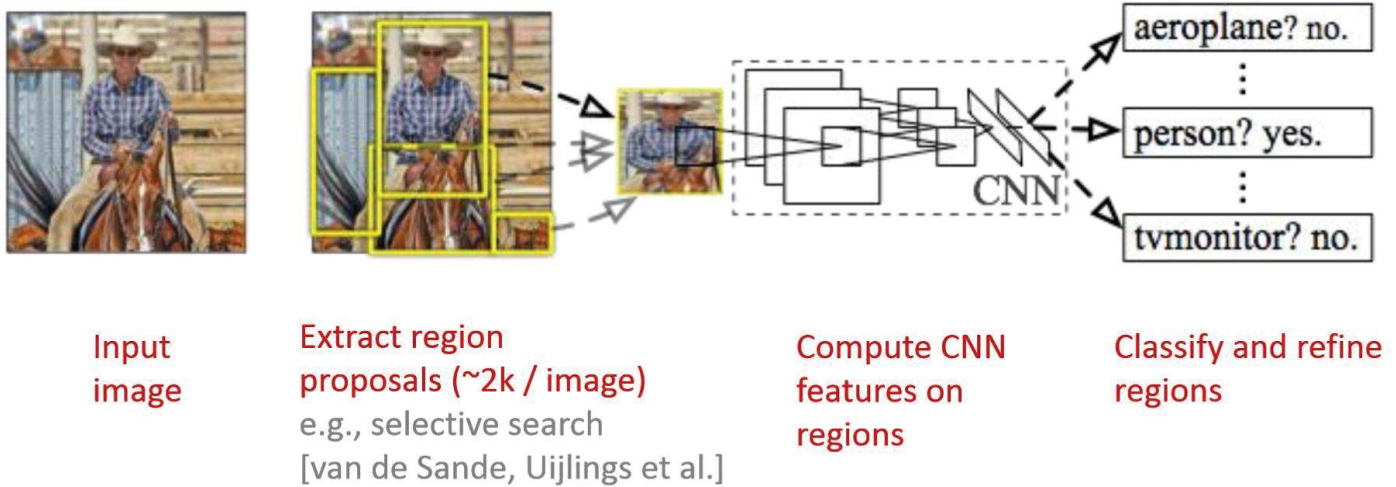 aeroplane? no.
person? yes.
CNN
tvmonitor? no.
Input
image
Extract region
proposals (~2k / image)
e.g., selective search
[van de Sande, Uijlings et al.]
Compute CNN
features on
regions
Classify and refine
regions